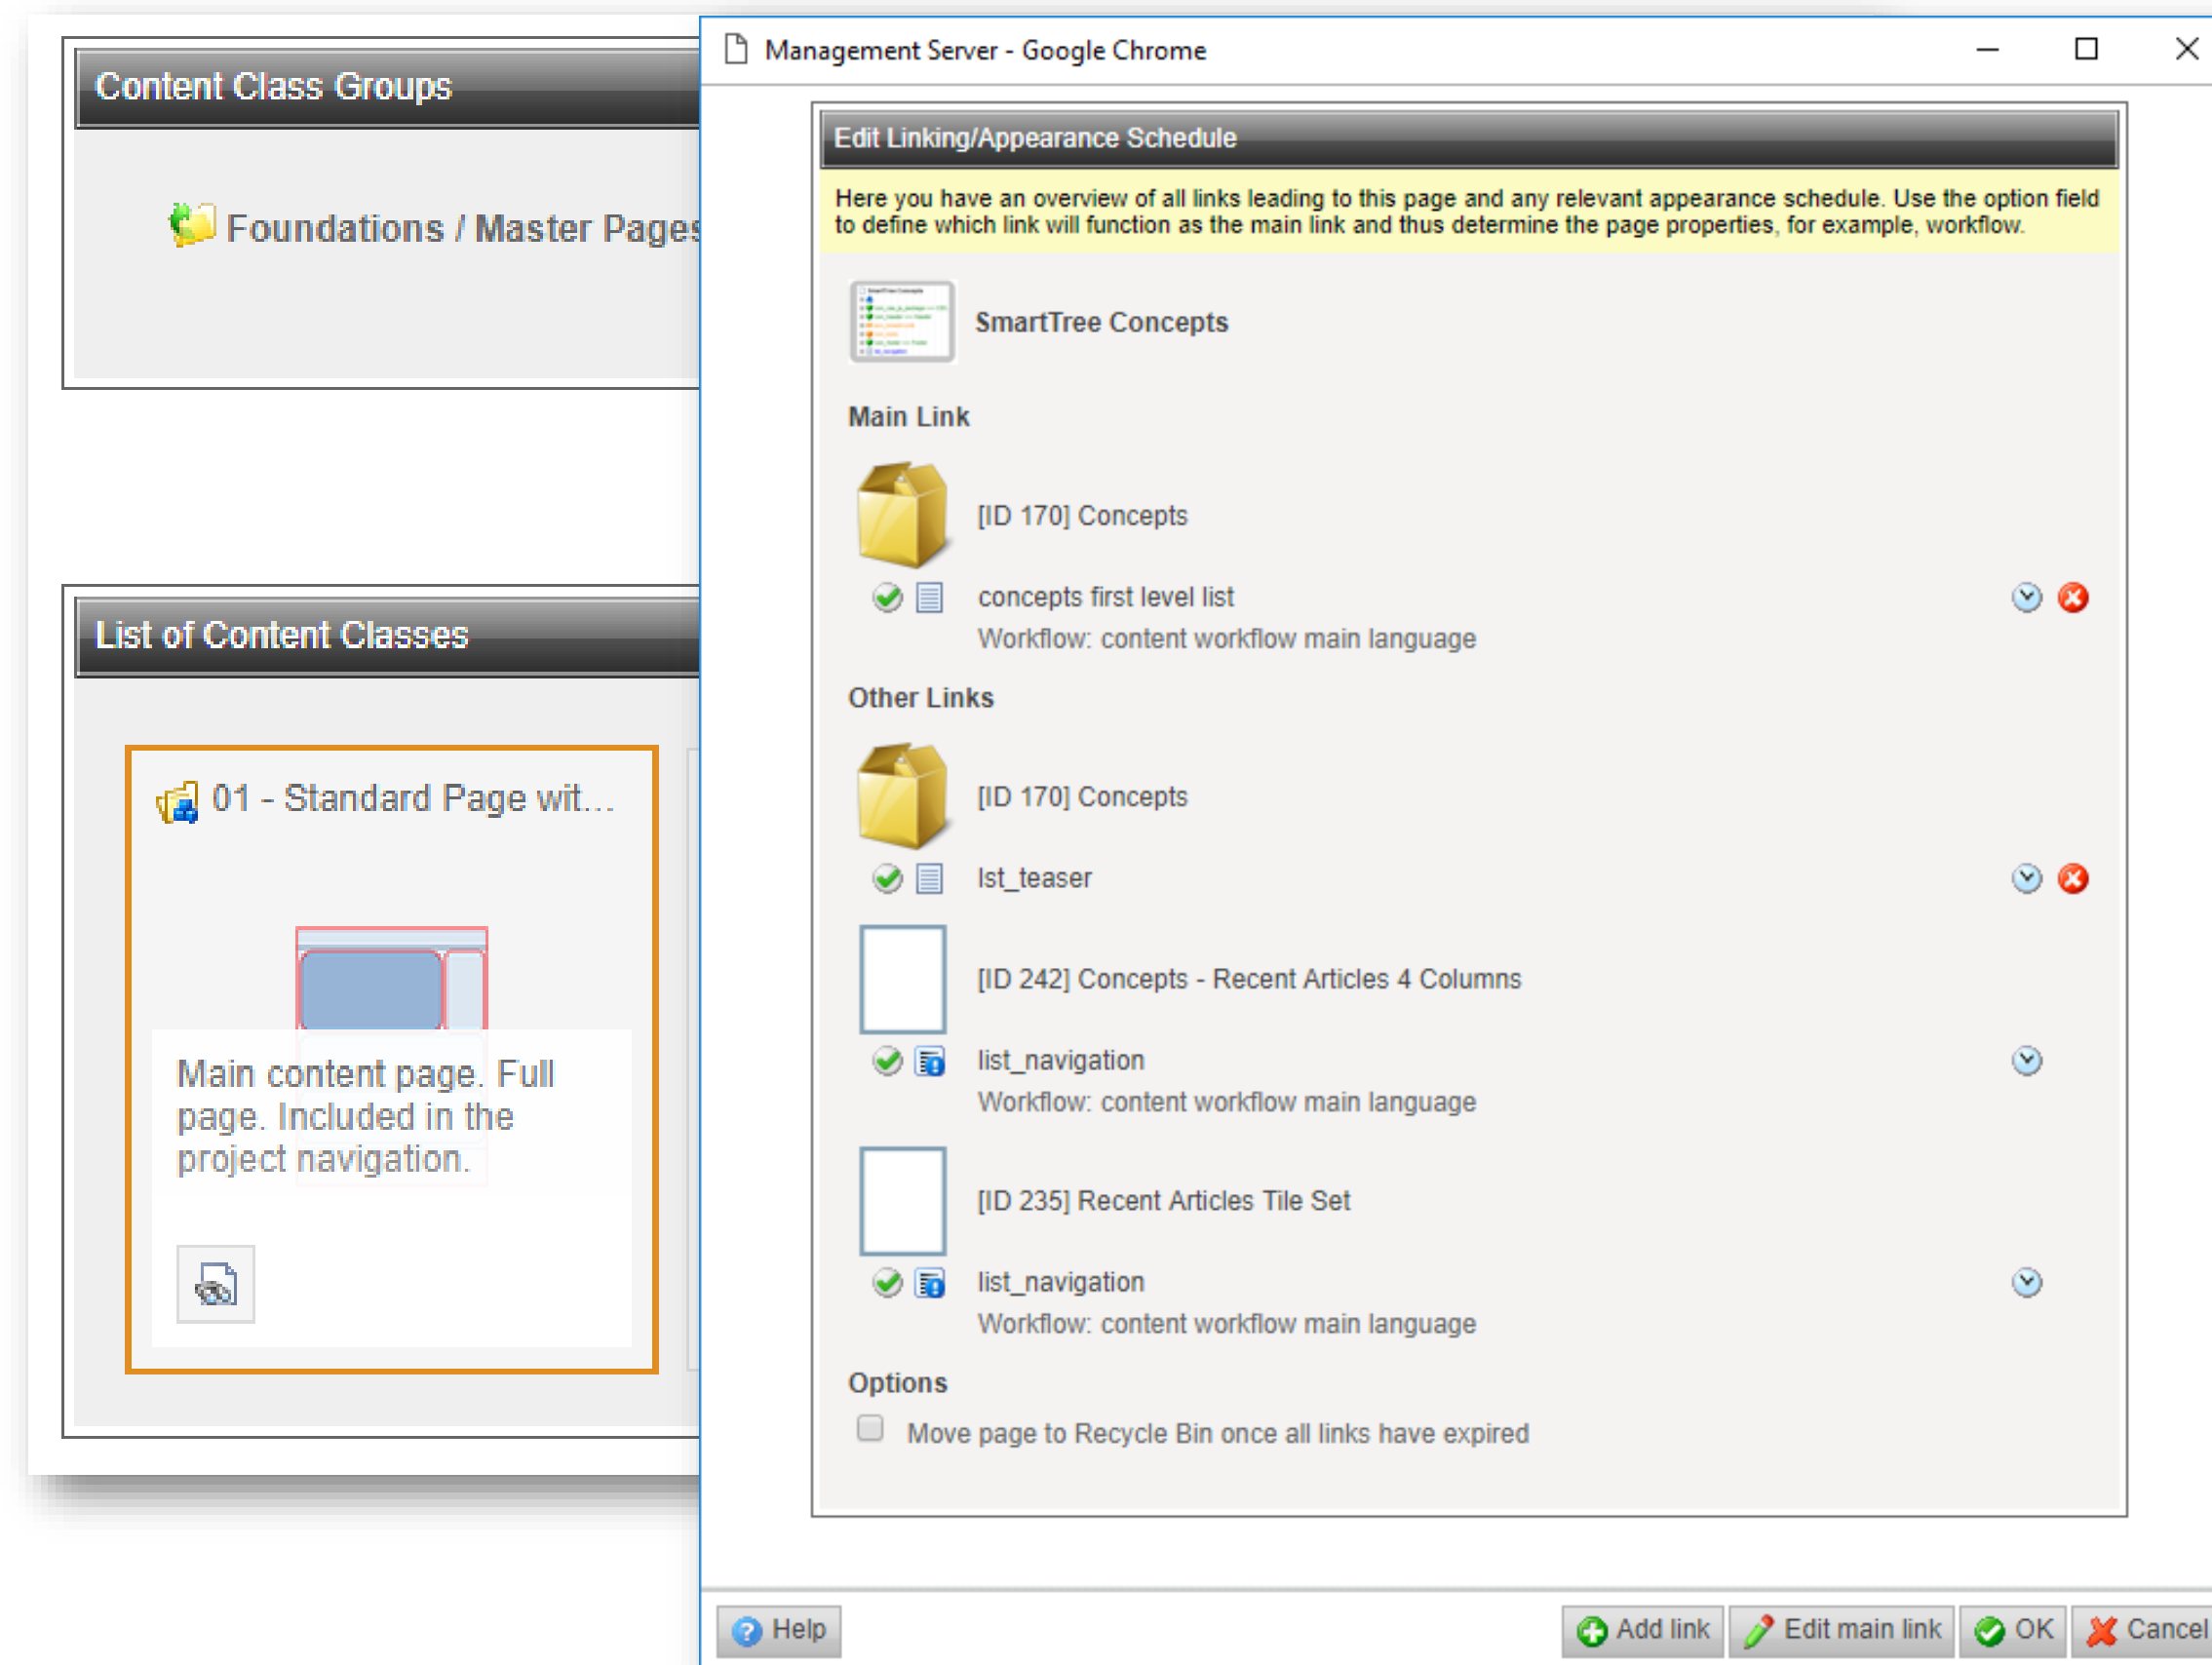 Content Class Groups
Foundations / Master Pages
List of Content Classes
01 - Standard Page wit...
Main content page. Full
page. Included in the
project navigation.
Management Server - Google Chrome
Edit Linking/Appearance Schedule
Here you have an overview of all links leading to this page and any relevant appearance schedule. Use the option field
to define which link will function as the main link and thus determine the page properties, for example, workflow.
SmartTree Concepts
Main Link
[ID 170] Concepts
concepts first level list
Workflow: content workflow main language
Other Links
[ID 170] Concepts
lst_teaser
[ID 242] Concepts - Recent Articles 4 Columns
list_navigation
Workflow: content workflow main language
[ID 235] Recent Articles Tile Set
list_navigation
Workflow: content workflow main language
Options
Move page to Recycle Bin once all links have expired
Help
Add link
Edit main link
OK
Cancel